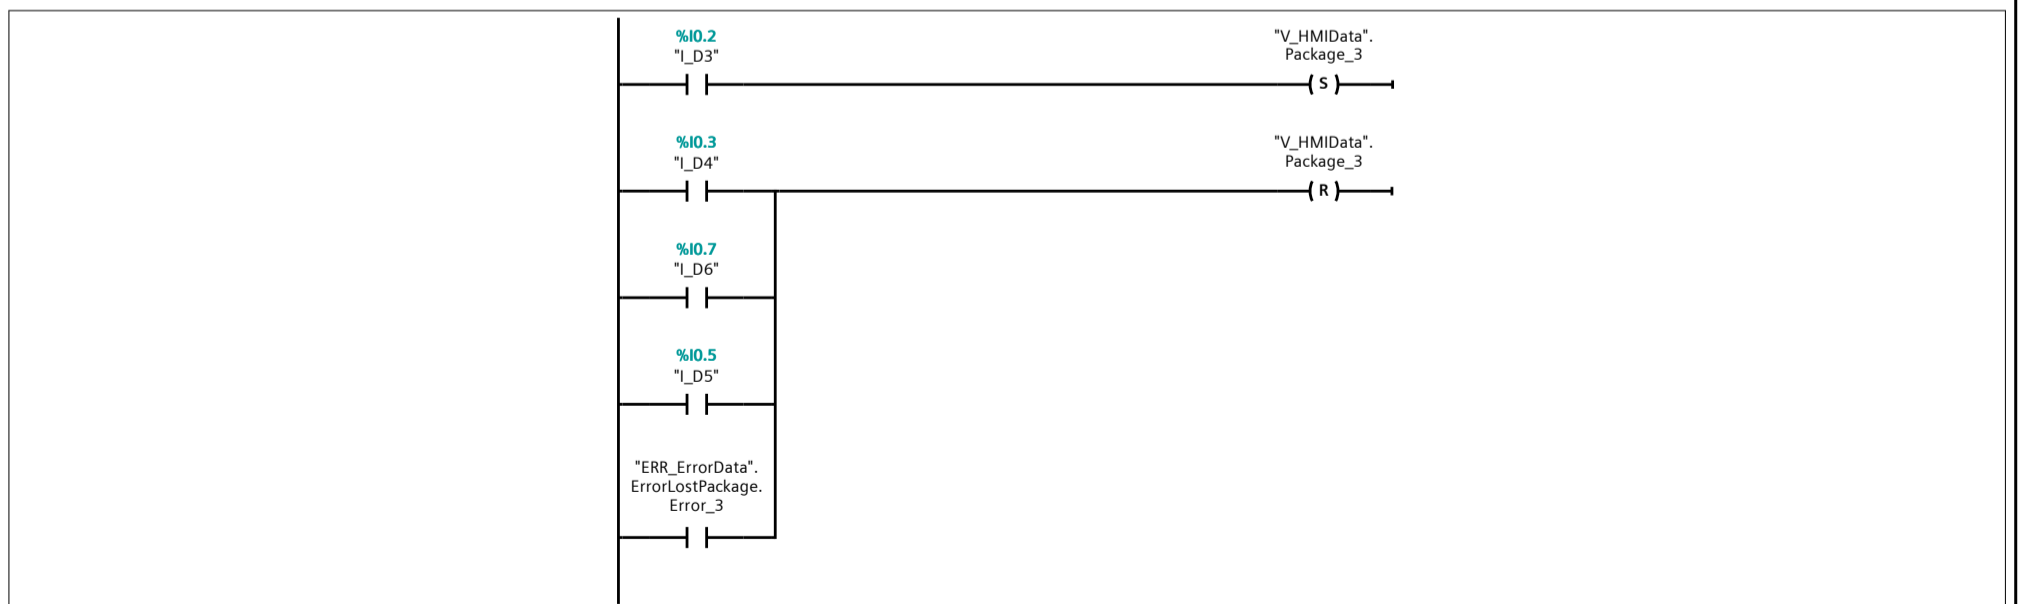 %I0.2
"I_D3"
"V_HMIData".
Package_3
S
%I0.3
"I_D4"
"V_HMIData".
Package_3
R
%I0.7
"I_D6"
%I0.5
"I_D5"
"ERR_ErrorData".
ErrorLostPackage.
Error_3